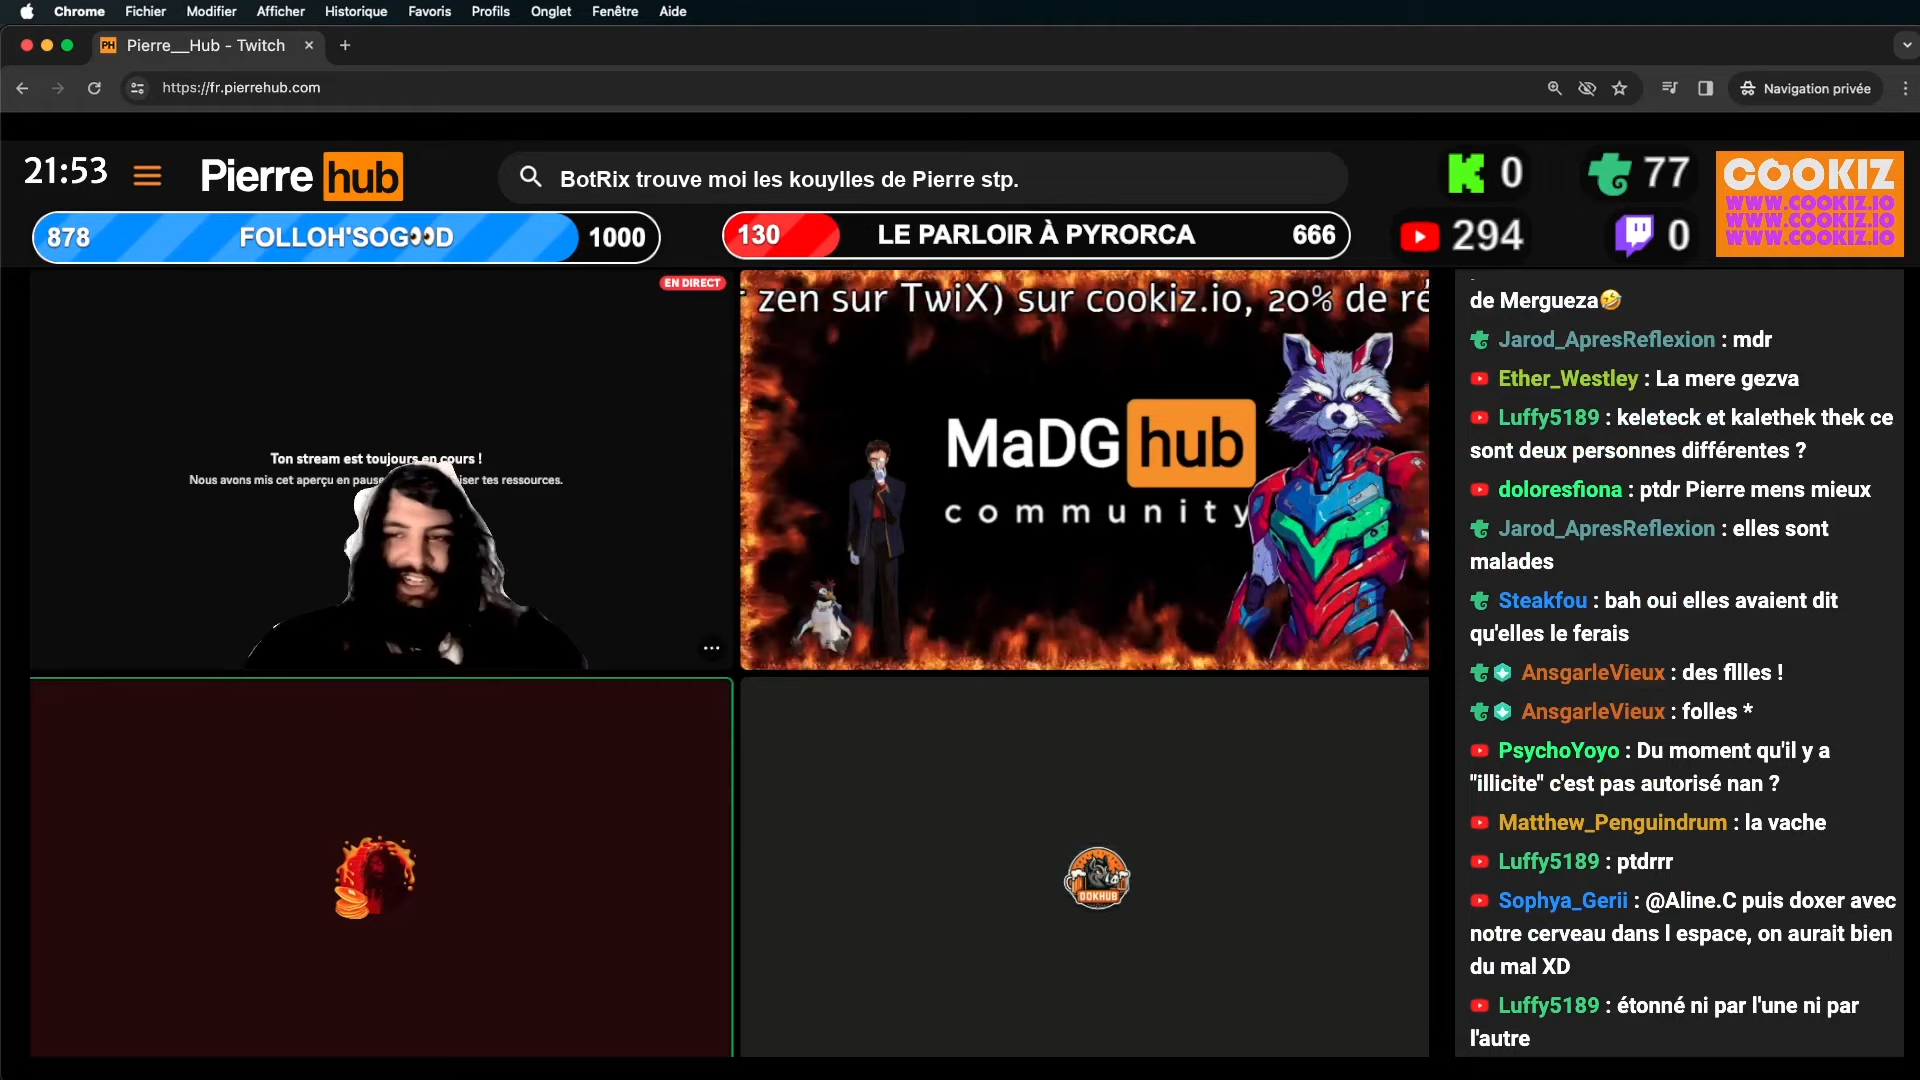 Chrome Fichier Modifier Afficher Historique Favoris Profils Onglet Fenêtre Aide
PH Pierre__Hub - Twitch
https://fr.pierrehub.com
Navigation privée
21:53
Pierre hub
BotRix trouve moi les kouylles de Pierre stp.
0
77
COOKIZ
WWW.COOKIZ.IO
WWW.COOKIZ.IO
WWW.COOKIZ.IO
878 FOLLOH'SOG👀D 1000
130 LE PARLOIR À PYRORCA 666
294
0
EN DIRECT
Ton stream est toujours en cours !
Nous avons mis cet aperçu en pause iser tes ressources.
zen sur TwiX) sur cookiz.io, 20% de ré
MaDG hub
community
DOKHUB
de Mergueza🤣
Jarod_ApresReflexion : mdr
Ether_Westley : La mere gezva
Luffy5189 : keleteck et kalethek thek ce
sont deux personnes différentes ?
doloresfiona : ptdr Pierre mens mieux
Jarod_ApresReflexion : elles sont
malades
Steakfou : bah oui elles avaient dit
qu'elles le ferais
AnsgarleVieux : des flles !
AnsgarleVieux : folles *
PsychoYoyo : Du moment qu'il y a
"illicite" c'est pas autorisé nan ?
Matthew_Penguindrum : la vache
Luffy5189 : ptdrrr
Sophya_Gerii : @Aline.C puis doxer avec
notre cerveau dans l espace, on aurait bien
du mal XD
Luffy5189 : étonné ni par l'une ni par
l'autre